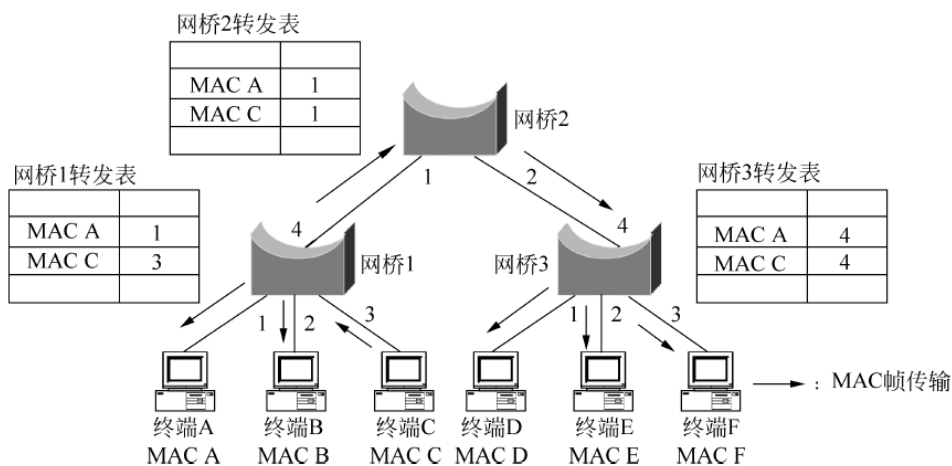 网桥2转发表
MAC A 1
MAC C 1
网桥2
1 2
网桥1转发表
MAC A 1
MAC C 3
网桥3转发表
MAC A 4
MAC C 4
4 4
网桥1 网桥3
1 2 3 1 2 3
:MAC帧传输
终端A 终端B 终端C 终端D 终端E 终端F
MAC A MAC B MAC C MAC D MAC E MAC F